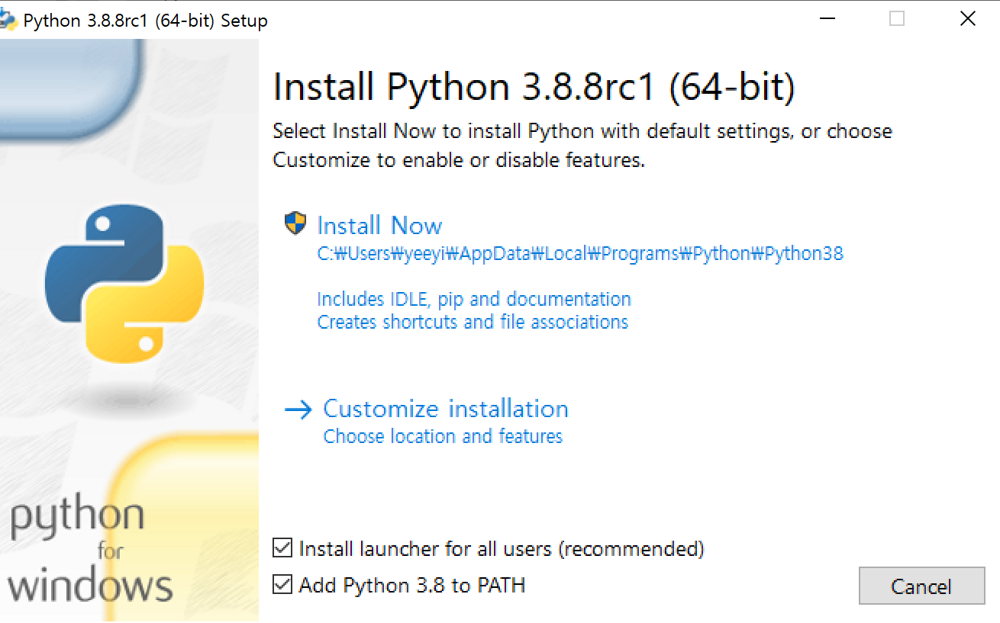 Python 3.8.8rc1 (64-bit) Setup
Install Python 3.8.8rc1 (64-bit)
Select Install Now to install Python with default settings, or choose
Customize to enable or disable features.
Install Now
C:₩Users₩yeeyi₩AppData₩Local₩Programs₩Python₩Python38
Includes IDLE, pip and documentation
Creates shortcuts and file associations
Customize installation
Choose location and features
python
for
windows
Install launcher for all users (recommended)
Add Python 3.8 to PATH
Cancel